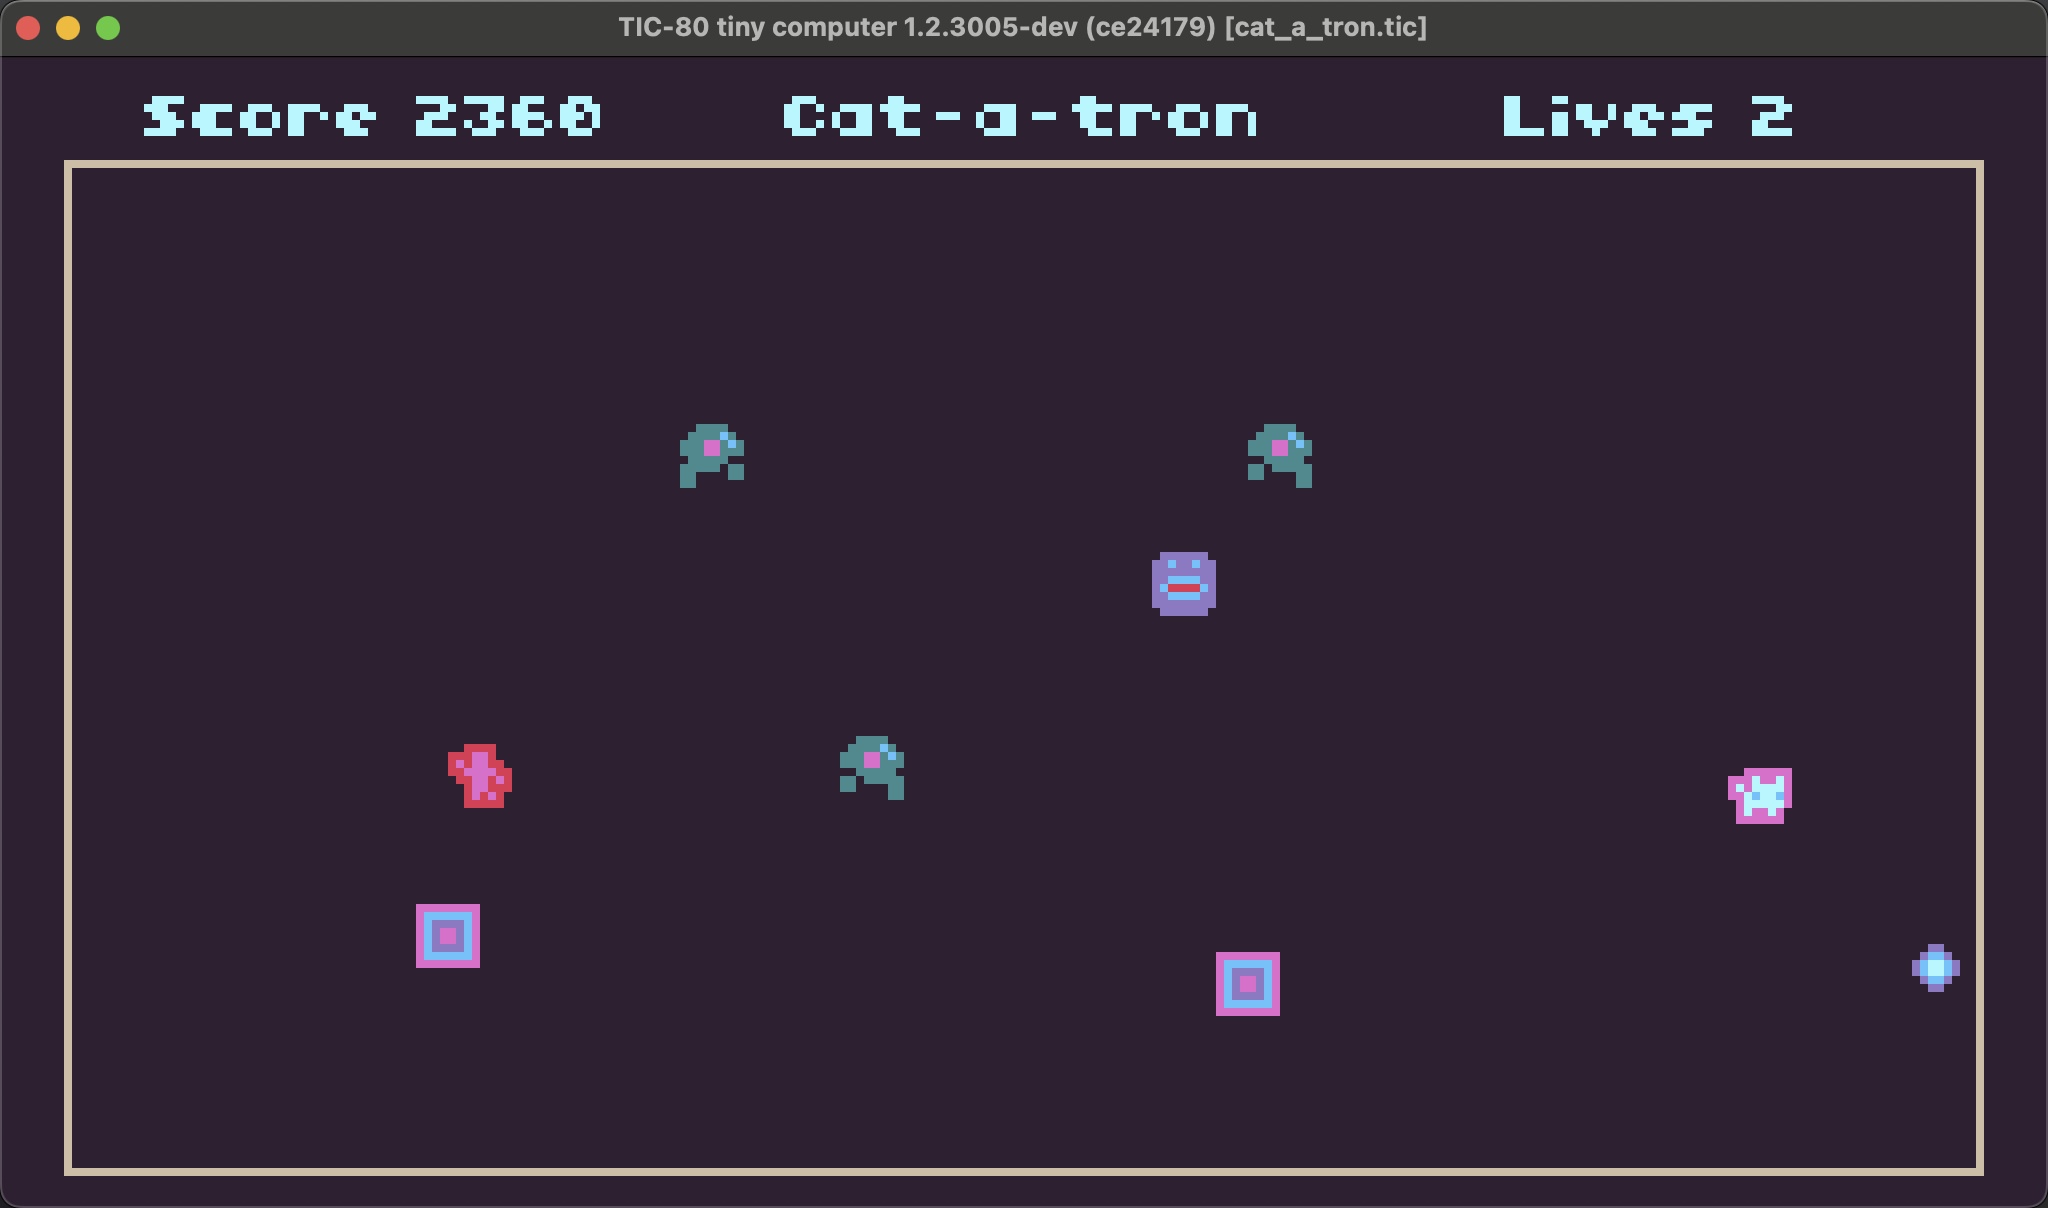 TIC-80 tiny computer 1.2.3005-dev (ce24179) [cat_a_tron.tic]
Score 2360 Cat-a-tron Lives 2